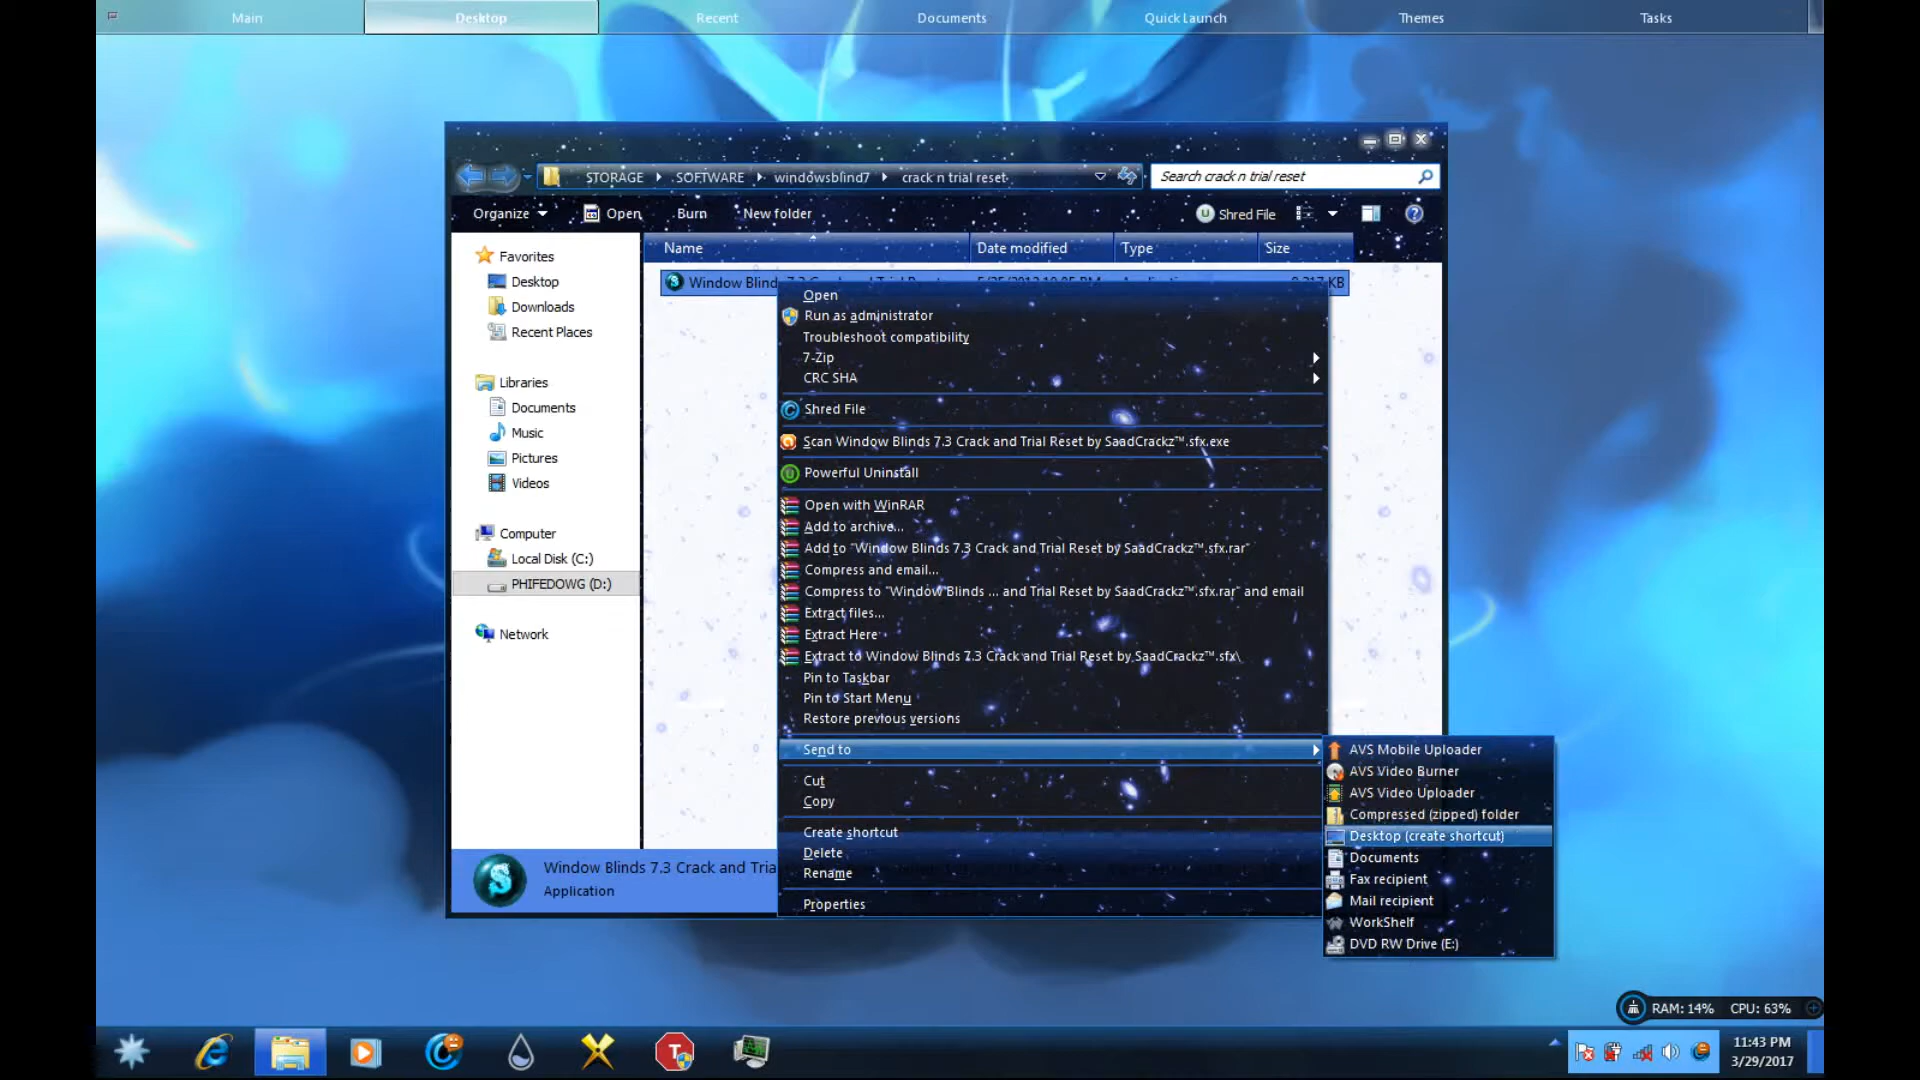 Main
Desktop
Recent
Documents
Quick Launch
Themes
Tasks
STORAGE
SOFTWARE
windowsblind7
crack n trial reset
Search crack n trial reset
Organize
Open
Burn
New folder
Shred File
Name
Date modified
Type
Size
Favorites
Desktop
Downloads
Recent Places
Libraries
Documents
Music
Pictures
Videos
Computer
Local Disk (C:)
PHIFEDOWG (D:)
Network
Window Blind
KB
Open
Run as administrator
Troubleshoot compatibility
7-Zip
CRC SHA
Shred File
Scan Window Blinds 7.3 Crack and Trial Reset by SaadCrackz™.sfx.exe
Powerful Uninstall
Open with WinRAR
Add to archive...
Add to "Window Blinds 7.3 Crack and Trial Reset by SaadCrackz™.sfx.rar"
Compress and email...
Compress to "Window Blinds ... and Trial Reset by SaadCrackz™.sfx.rar" and email
Extract files...
Extract Here
Extract to Window Blinds 7.3 Crack and Trial Reset by SaadCrackz™.sfx\
Pin to Taskbar
Pin to Start Menu
Restore previous versions
Send to
Cut
Copy
Create shortcut
Delete
Rename
Properties
AVS Mobile Uploader
AVS Video Burner
AVS Video Uploader
Compressed (zipped) folder
Desktop (create shortcut)
Documents
Fax recipient
Mail recipient
WorkShelf
DVD RW Drive (E:)
Window Blinds 7.3 Crack and Tria
Application
RAM: 14%
CPU: 63%
11:43 PM
3/29/2017